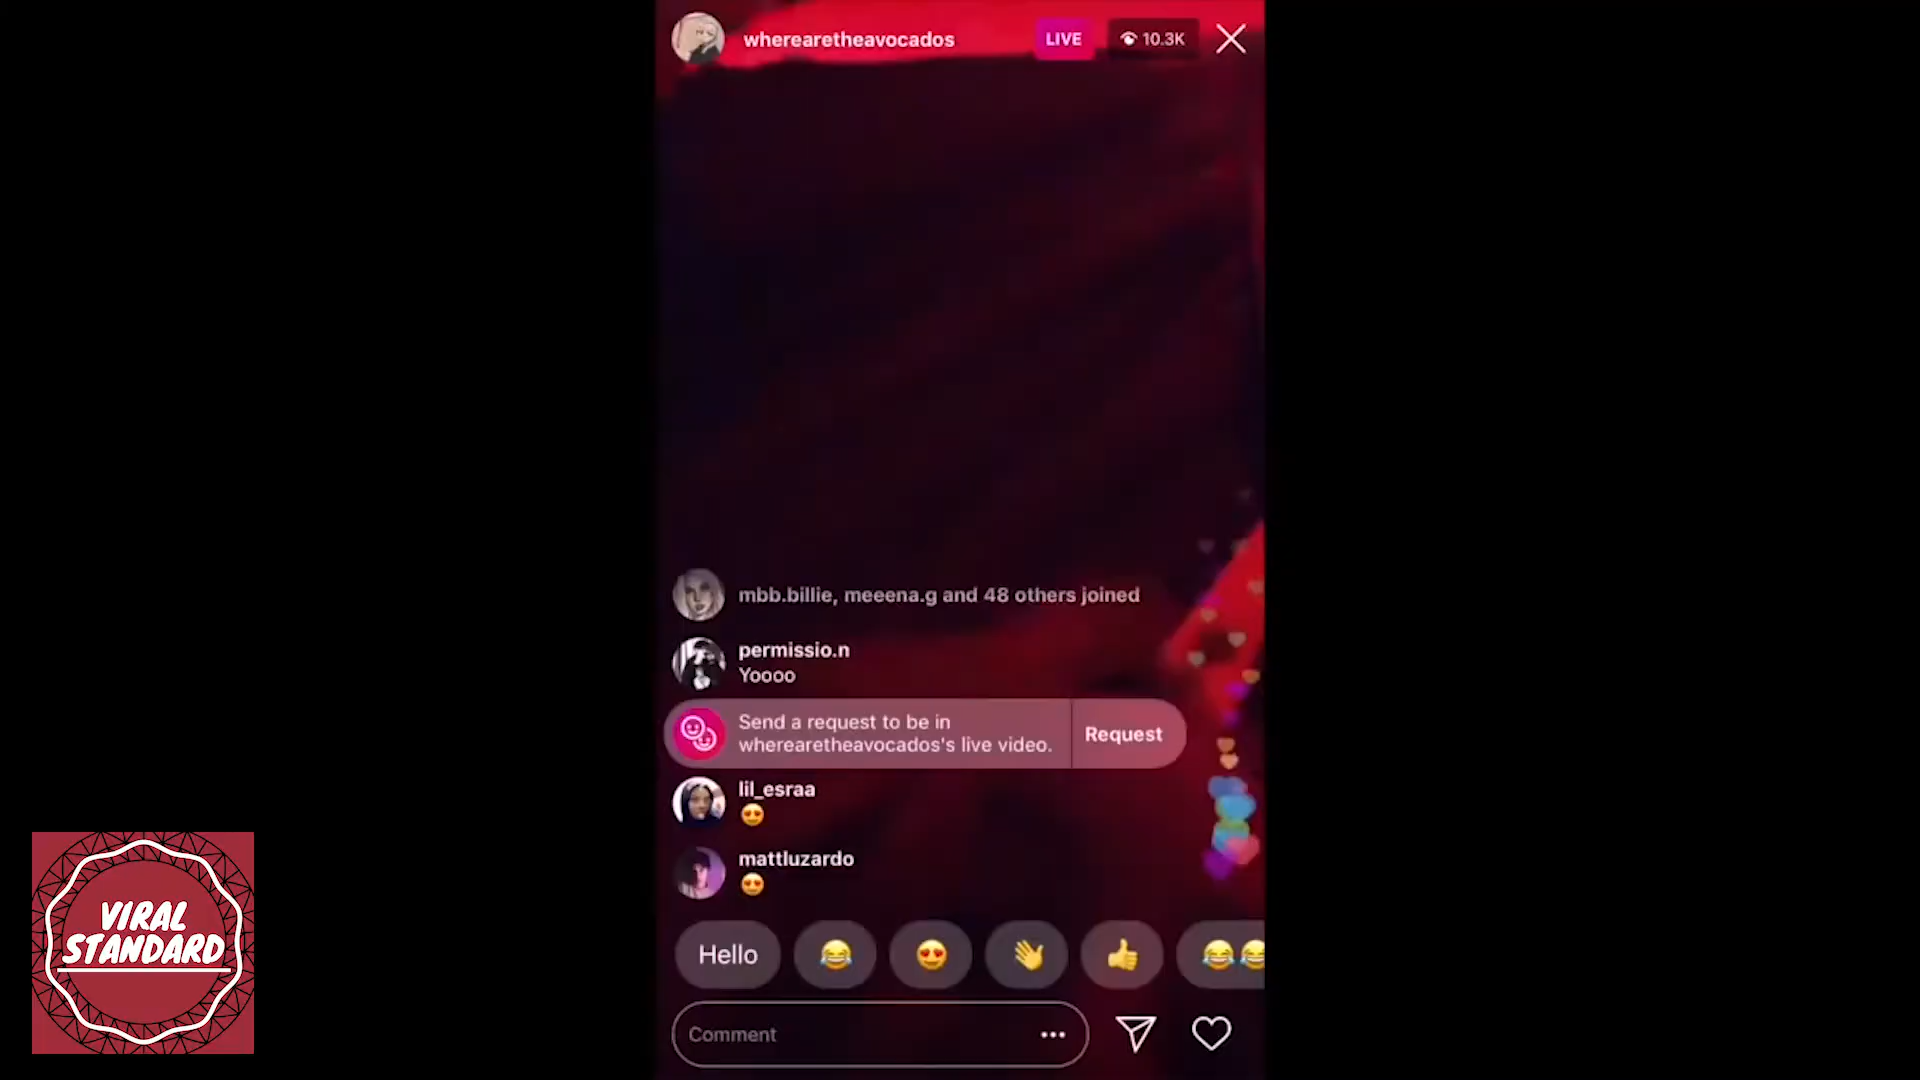 wherearetheavocados
LIVE
10.3K
mbb.billie, meeena.g and 48 others joined
permissio.n
Yoooo
Send a request to be in
wherearetheavocados's live video.
Request
lil_esraa
😍
mattluzardo
😍
Hello 😂 😍 👋 👍 😂😂
Comment
VIRAL
STANDARD